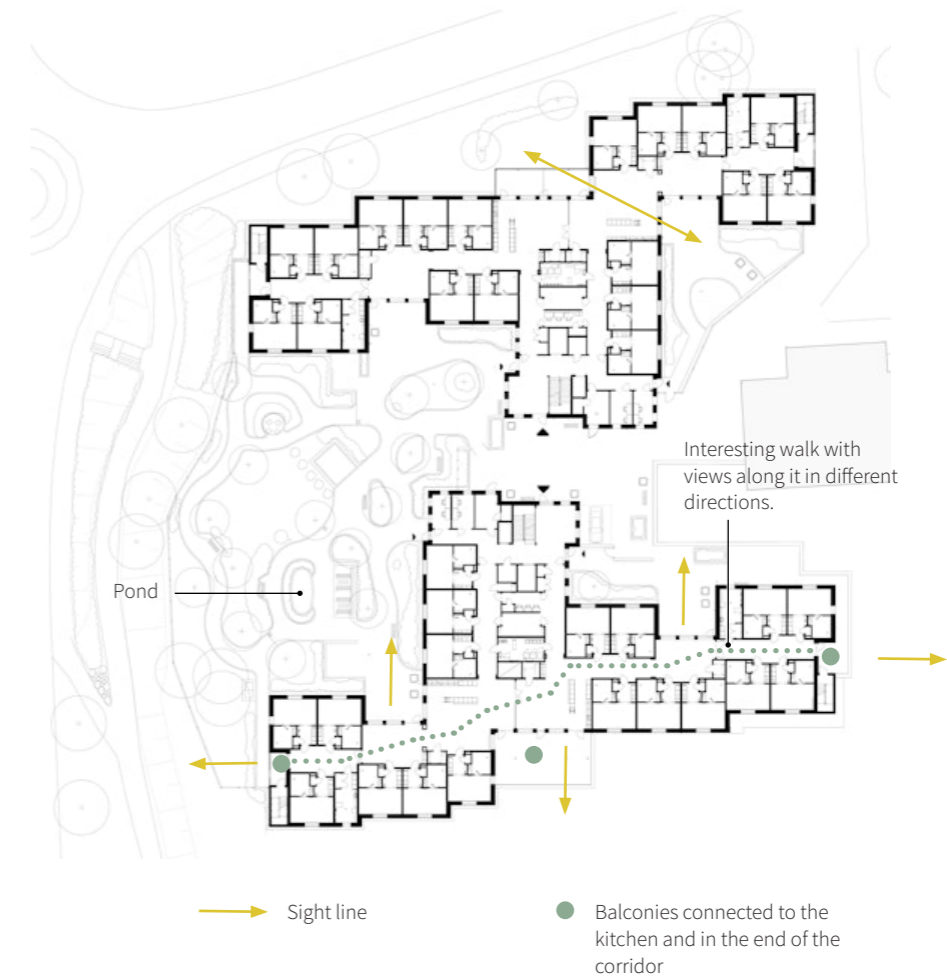 Interesting walk with
views along it in different
directions.
Pond
Sight line
Balconies connected to the
kitchen and in the end of the
corridor